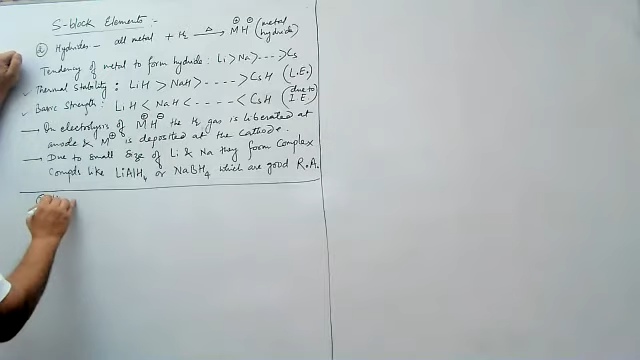 S-block Elements :-
(d) Hydrides - all metal + H₂ —Δ→ M⊕ H⊖ (metal hydride)
Tendency of metal to form hydride : Li > Na > ---- > Cs
✓ Thermal Stability : LiH > NaH > ----- > CsH (L.E.)
✓ Basic Strength : LiH < NaH < ----- < CsH (due to I.E.)
→ On electrolysis of M⊕ H⊖ the H₂ gas is liberated at
anode & M⊕ is deposited at the Cathode.
→ Due to small Size of Li & Na they form Complex
Compds like LiAlH₄ or NaBH₄ which are good R.A.